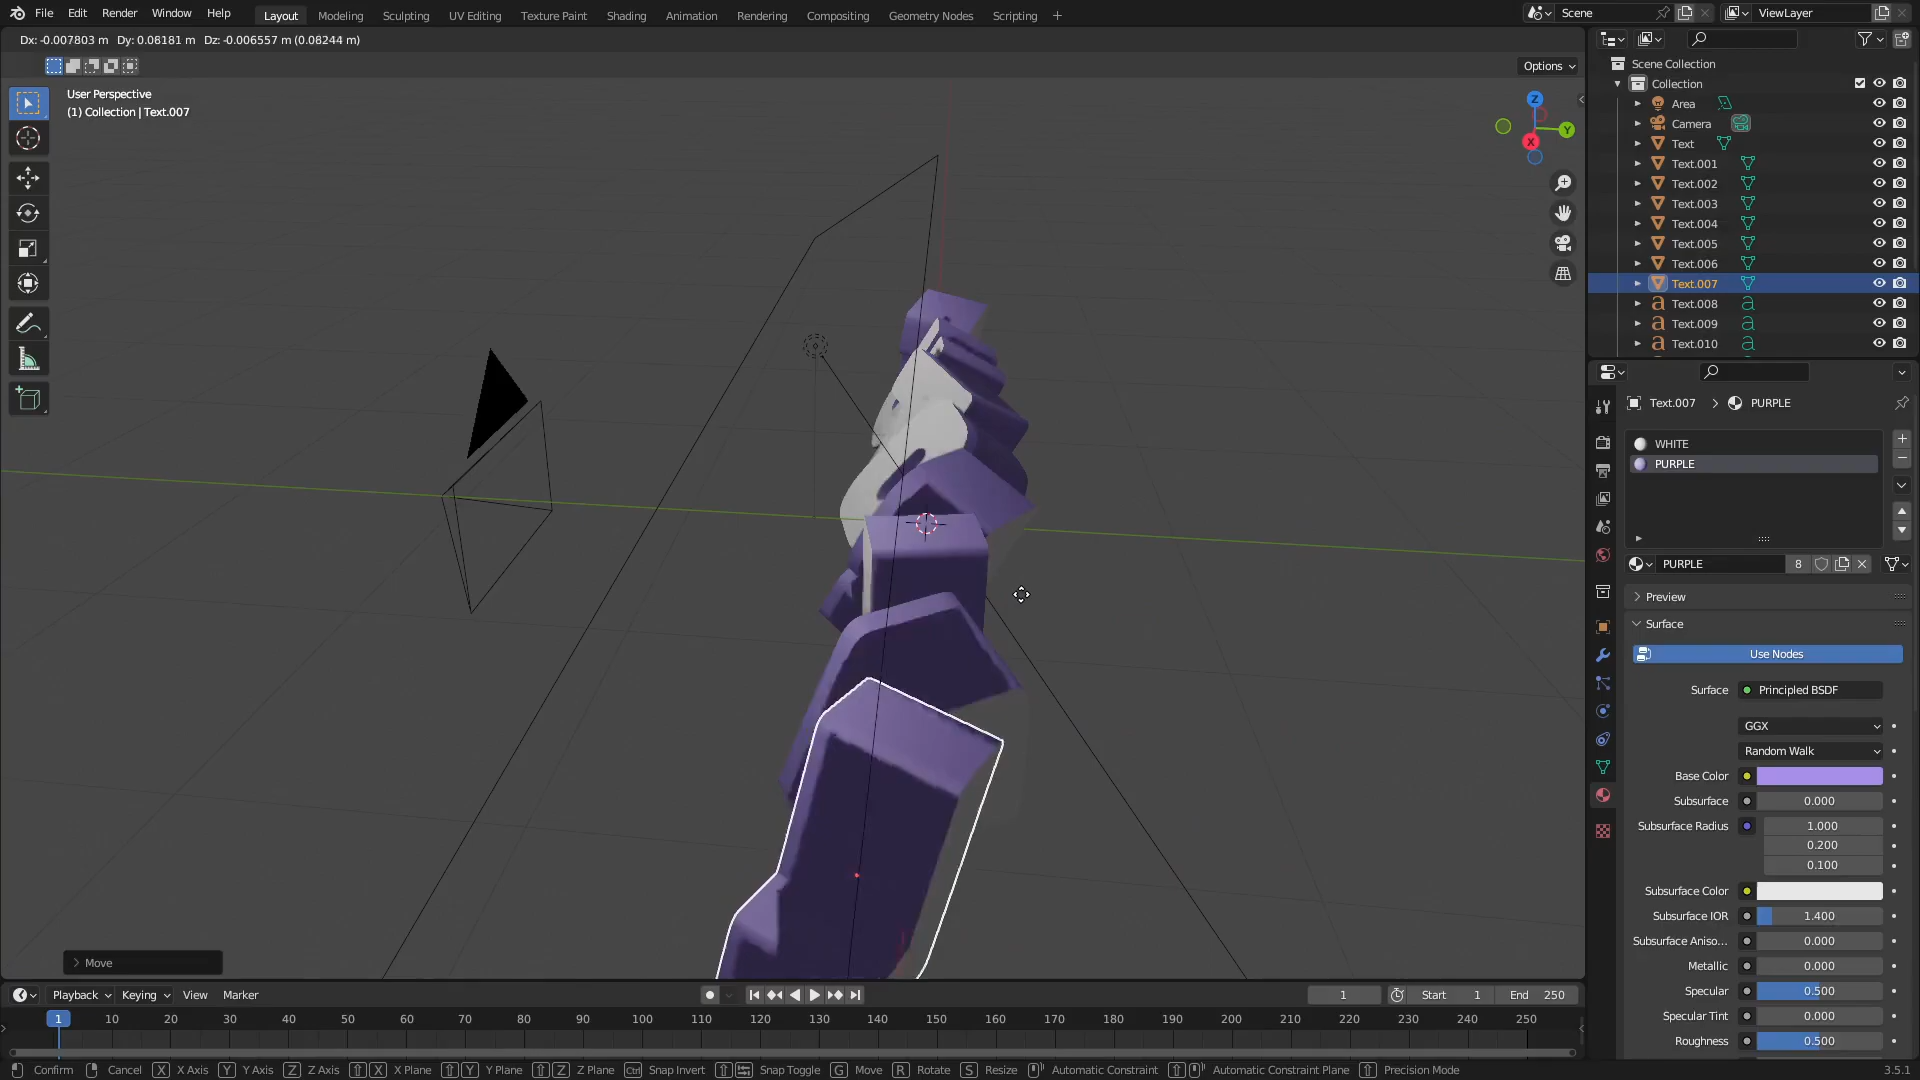 File Edit Render Window Help Layout Modeling Sculpting UV Editing Texture Paint Shading Animation Rendering Compositing Geometry Nodes Scripting Scene ViewLayer
Dx: -0.007803 m Dy: 0.08181 m Dz: -0.006557 m (0.08244 m)
Options
User Perspective
(1) Collection | Text.007
Z
Y
X
Scene Collection
Collection
Area
Camera
Text
Text.001
Text.002
Text.003
Text.004
Text.005
Text.006
Text.007
Text.008
Text.009
Text.010
Text.007 > PURPLE
WHITE
PURPLE
PURPLE 8
Preview
Surface
Use Nodes
Surface Principled BSDF
GGX
Random Walk
Base Color
Subsurface 0.000
Subsurface Radius 1.000
0.200
0.100
Subsurface Color
Subsurface IOR 1.400
Subsurface Aniso... 0.000
Metallic 0.000
Specular 0.500
Specular Tint 0.000
Roughness 0.500
Move
Playback Keying View Marker 1 Start 1 End 250
1 10 20 30 40 50 60 70 80 90 100 110 120 130 140 150 160 170 180 190 200 210 220 230 240 250
Confirm Cancel X X Axis Y Y Axis Z Z Axis X X Plane Y Y Plane Z Z Plane Ctrl Snap Invert Snap Toggle G Move R Rotate S Resize Automatic Constraint Automatic Constraint Plane Precision Mode 3.5.1